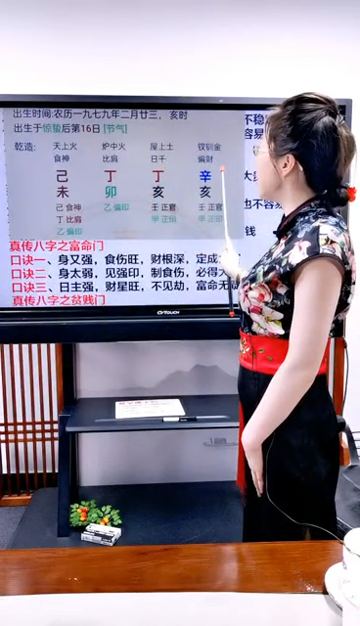 出生时间:农历一九七九年二月廿三, 亥时
出生于惊蛰后第16日 [节气]
乾造: 天上火 炉中火 屋上土 钗钏金
食神 比肩 日干 偏财
己 丁 丁 辛
未 卯 亥 亥
己 食神 乙 偏印 壬 正官 壬 正官
丁 比肩 甲 正印 甲 正印
乙 偏印
真传八字之富命门
口诀一、身又强，食伤旺，财根深，定成
口诀二、身太弱，见强印，制食伤，必得
口诀三、日主强，财星旺，不见劫，富命无
真传八字之贫贱门
不稳
容易
也不容易
钱